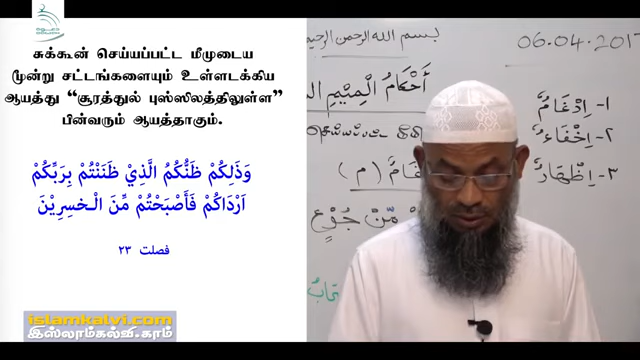 சுக்கூன் செய்யப்பட்ட மீமுடைய
மூன்று சட்டங்களையும் உள்ளடக்கிய
ஆயத்து “சூரத்துல் புஸ்ஸிலத்திலுள்ள”
பின்வரும் ஆயத்தாகும்.
وَذَٲلِكُمْ ظَنُّكُمُ الَّذِيْ ظَنَنْتُمْ بِرَبِّكُمْ
اَرْدَاكُمْ فَأَصْبَحْتُمْ مِّنَ الْخٰسِرِيْنَ
فصلت ٢٣
islamkalvi.com
இஸ்லாம்கல்வி.காம்
بسم الله الرحمن الرحيم
06.04.2017
أَحْكَامُ الْمِيْمِ
١- اِدْغَامُ
٢- اِخْفَاءُ
٣- اِظْهَارُ
(م)
مِّنْ جُوْعٍ